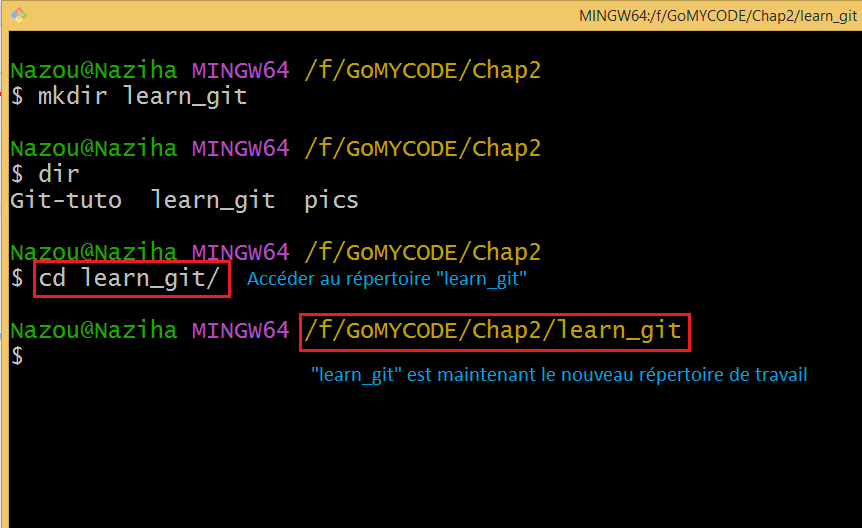 MINGW64:/f/GoMYCODE/Chap2/learn_git
Nazou@Naziha MINGW64 /f/GoMYCODE/Chap2
$ mkdir learn_git
Nazou@Naziha MINGW64 /f/GoMYCODE/Chap2
$ dir
Git-tuto  learn_git  pics
Nazou@Naziha MINGW64 /f/GoMYCODE/Chap2
$ cd learn_git/ Accéder au répertoire "learn_git"
Nazou@Naziha MINGW64 /f/GoMYCODE/Chap2/learn_git
$
"learn_git" est maintenant le nouveau répertoire de travail